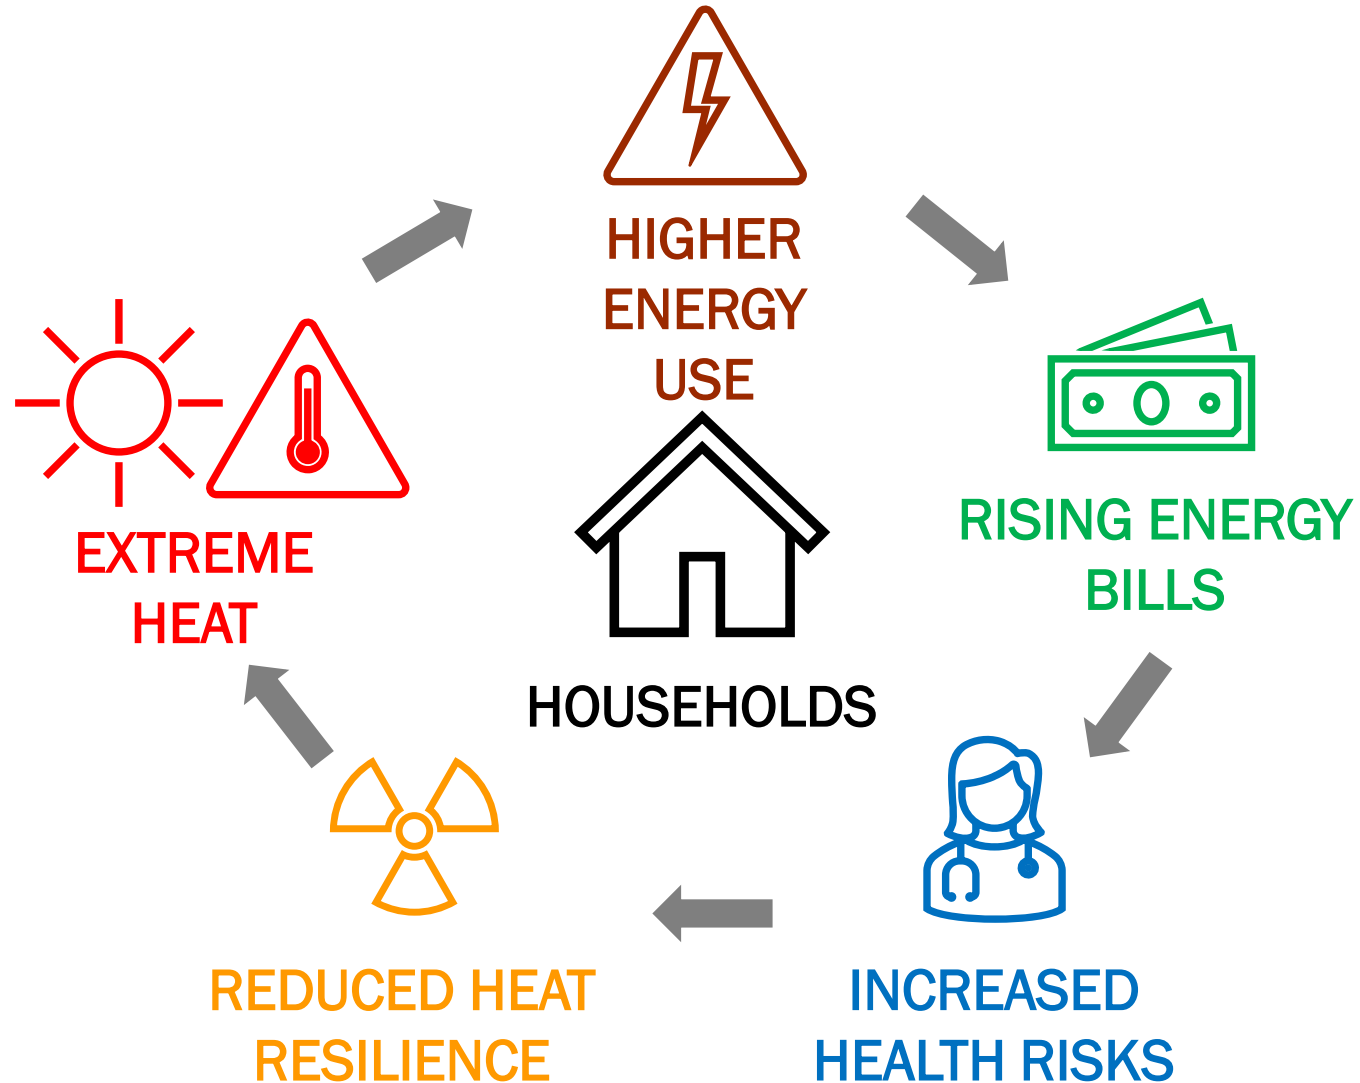 HIGHER
ENERGY
USE
RISING ENERGY
BILLS
EXTREME
HEAT
HOUSEHOLDS
INCREASED
HEALTH RISKS
REDUCED HEAT
RESILIENCE